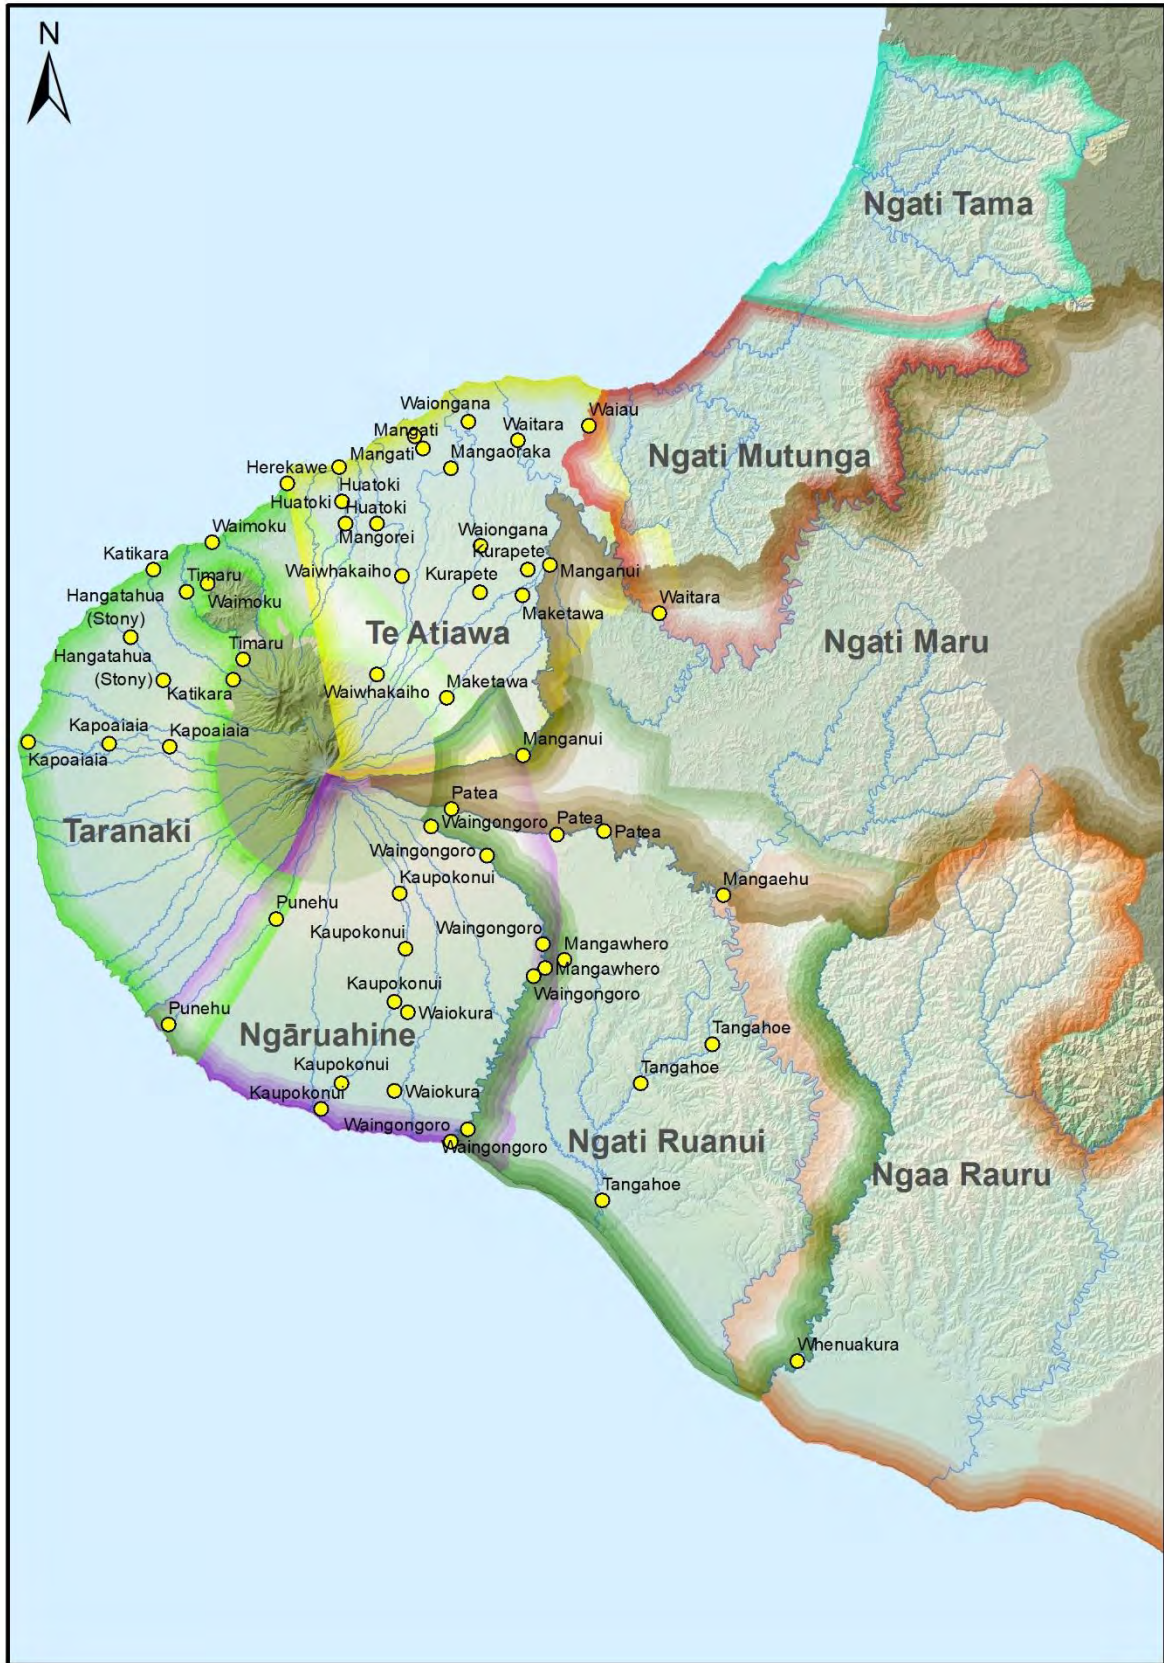 N
Ngati Tama
Waiongana
Waiau
Mangati
Waitara
Mangati
Mangaoraka
Ngati Mutunga
Herekawe
Huatoki
Huatoki
Huatoki
Waimoku
Mangorei
Waiongana
Kurapete
Katikara
Waiwhakaiho
Manganui
Timaru
Kurapete
Hangatahua
(Stony)
Waimoku
Maketawa
Waitara
Te Atiawa
Ngati Maru
Timaru
Hangatahua
(Stony)
Katikara
Waiwhakaiho
Maketawa
Kapoaiaia
Kapoaiaia
Kapoaiaia
Manganui
Patea
Taranaki
Waingongoro
Patea
Patea
Waingongoro
Kaupokonui
Mangaehu
Punehu
Kaupokonui
Waingongoro
Mangawhero
Mangawhero
Waingongoro
Kaupokonui
Waiokura
Punehu
Ngāruahine
Tangahoe
Kaupokonui
Tangahoe
Kaupokonui
Waiokura
Waingongoro
Waingongoro
Ngati Ruanui
Ngaa Rauru
Tangahoe
Whenuakura